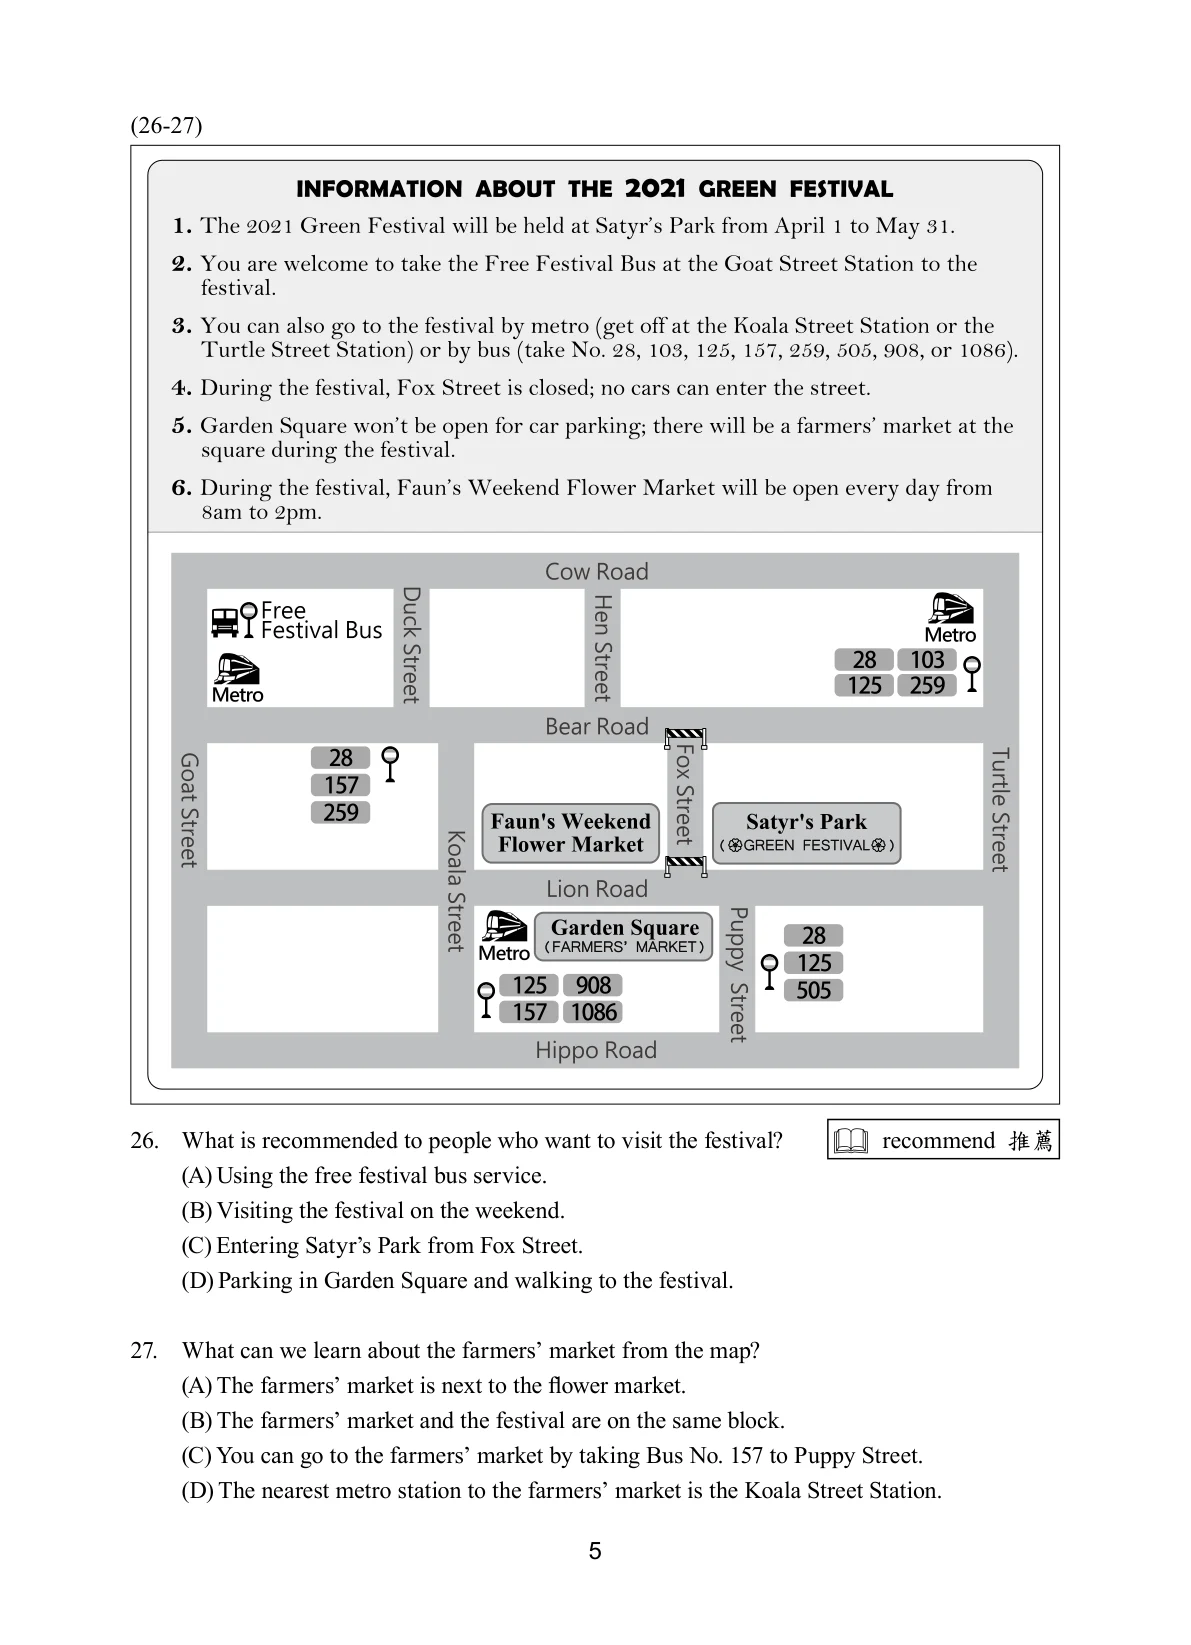 (26-27)
INFORMATION ABOUT THE 2021 GREEN FESTIVAL
1. The 2021 Green Festival will be held at Satyr's Park from April 1 to May 31.
2. You are welcome to take the Free Festival Bus at the Goat Street Station to the
festival.
3. You can also go to the festival by metro (get off at the Koala Street Station or the
Turtle Street Station) or by bus (take No. 28, 103, 125, 157, 259, 505, 908, or 1086).
4. During the festival, Fox Street is closed; no cars can enter the street.
5. Garden Square won't be open for car parking; there will be a farmers' market at the
square during the festival.
6. During the festival, Faun's Weekend Flower Market will be open every day from
8am to 2pm.
Cow Road
Free
Festival Bus
Metro
Duck Street
Hen Street
Metro
28 103
125 259
Bear Road
Goat Street
28
157
259
Koala Street
Faun's Weekend
Flower Market
Fox Street
Satyr's Park
(GREEN FESTIVAL)
Turtle Street
Lion Road
Metro
Garden Square
(FARMERS' MARKET)
125 908
157 1086
Puppy Street
28
125
505
Hippo Road
26. What is recommended to people who want to visit the festival?
recommend 推薦
(A) Using the free festival bus service.
(B) Visiting the festival on the weekend.
(C) Entering Satyr's Park from Fox Street.
(D) Parking in Garden Square and walking to the festival.
27. What can we learn about the farmers' market from the map?
(A) The farmers' market is next to the flower market.
(B) The farmers' market and the festival are on the same block.
(C) You can go to the farmers' market by taking Bus No. 157 to Puppy Street.
(D) The nearest metro station to the farmers' market is the Koala Street Station.
5